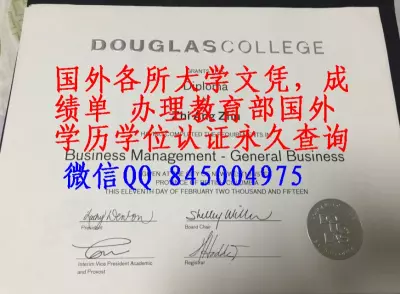 DOUGLASCOLLEGE
GRANTS
Diploma
国外各所大学文凭，成
绩单 办理教育部国外
学历学位认证永久查询
Business Management - General Business
微信QQ 845004975
THIS ELEVENTH DAY OF FEBRUARY TWO THOUSAND AND FIFTEEN
President
Board Chair
Interim Vice President Academic
and Provost
Registrar